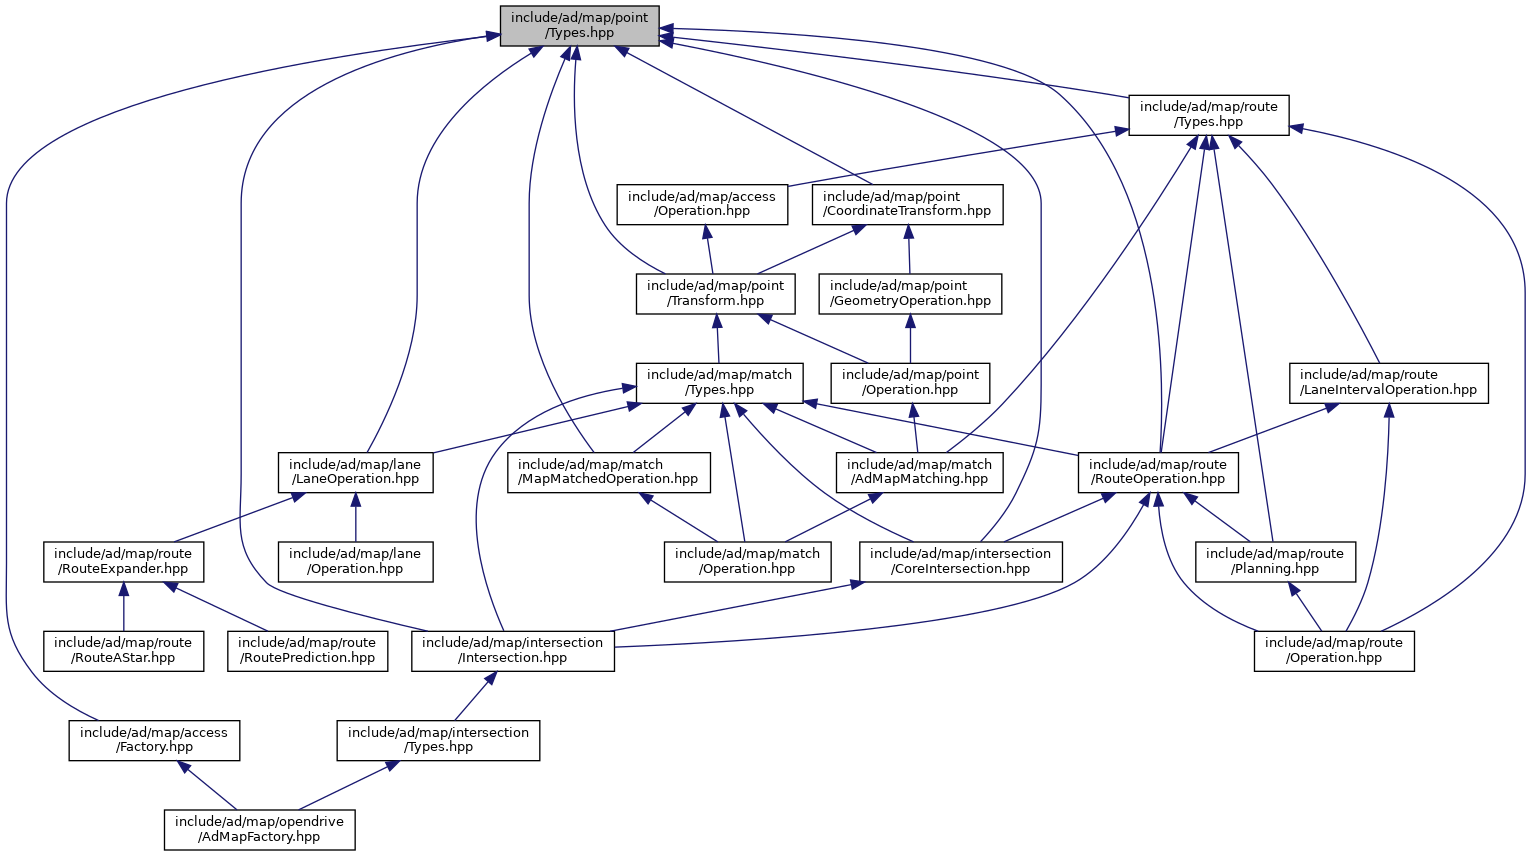 include/ad/map/point
/Types.hpp
include/ad/map/route
/Types.hpp
include/ad/map/access
/Operation.hpp
include/ad/map/point
/CoordinateTransform.hpp
include/ad/map/point
/Transform.hpp
include/ad/map/point
/GeometryOperation.hpp
include/ad/map/match
/Types.hpp
include/ad/map/point
/Operation.hpp
include/ad/map/route
/LaneIntervalOperation.hpp
include/ad/map/lane
/LaneOperation.hpp
include/ad/map/match
/MapMatchedOperation.hpp
include/ad/map/match
/AdMapMatching.hpp
include/ad/map/route
/RouteOperation.hpp
include/ad/map/route
/RouteExpander.hpp
include/ad/map/lane
/Operation.hpp
include/ad/map/match
/Operation.hpp
include/ad/map/intersection
/CoreIntersection.hpp
include/ad/map/route
/Planning.hpp
include/ad/map/route
/RouteAStar.hpp
include/ad/map/route
/RoutePrediction.hpp
include/ad/map/intersection
/Intersection.hpp
include/ad/map/route
/Operation.hpp
include/ad/map/access
/Factory.hpp
include/ad/map/intersection
/Types.hpp
include/ad/map/opendrive
/AdMapFactory.hpp